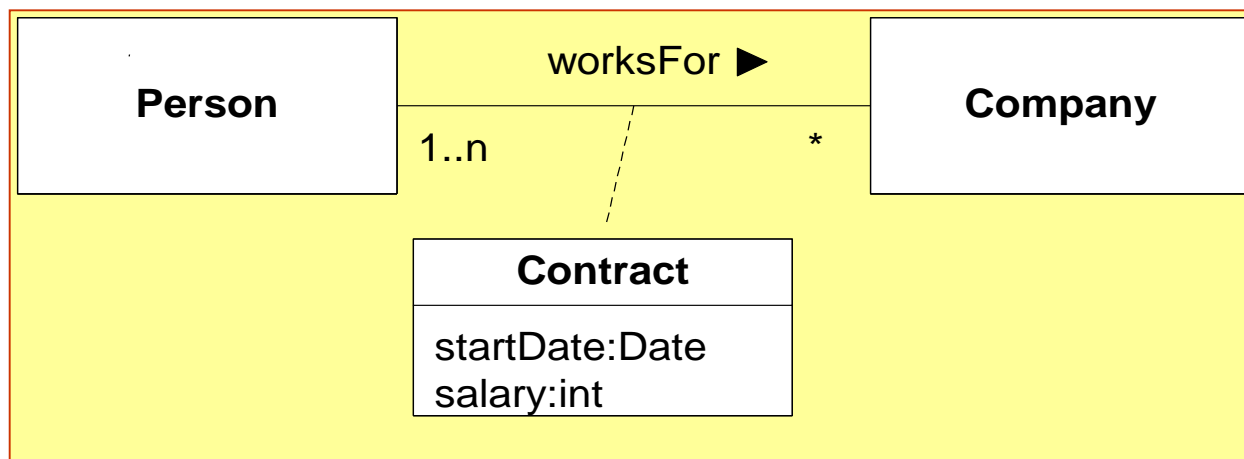 worksFor ►
Person
Company
1..n
*
Contract
startDate:Date
salary:int